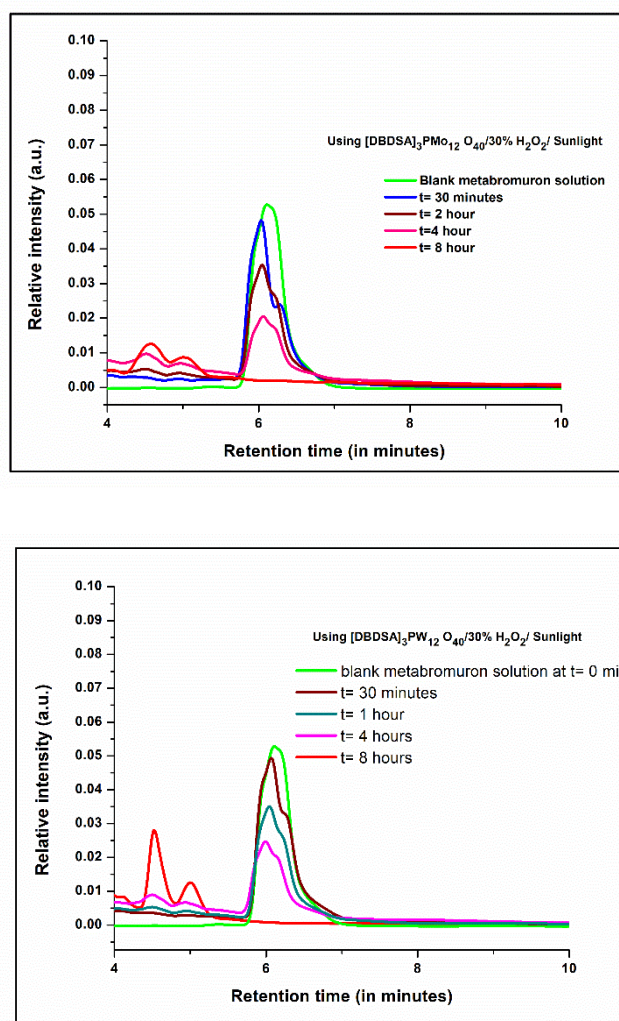 0.10
0.09
0.08
0.07
0.06
0.05
0.04
0.03
0.02
0.01
0.00
Relative intensity (a.u.)
Using [DBDSA]₃PMo₁₂ O₄₀/30% H₂O₂/ Sunlight
Blank metabromuron solution
t= 30 minutes
t= 2 hour
t=4 hour
t= 8 hour
4 6 8 10
Retention time (in minutes)
0.10
0.09
0.08
0.07
0.06
0.05
0.04
0.03
0.02
0.01
0.00
Relative intensity (a.u.)
Using [DBDSA]₃PW₁₂ O₄₀/30% H₂O₂/ Sunlight
blank metabromuron solution at t= 0 mi
t= 30 minutes
t= 1 hour
t= 4 hours
t= 8 hours
4 6 8 10
Retention time (in minutes)